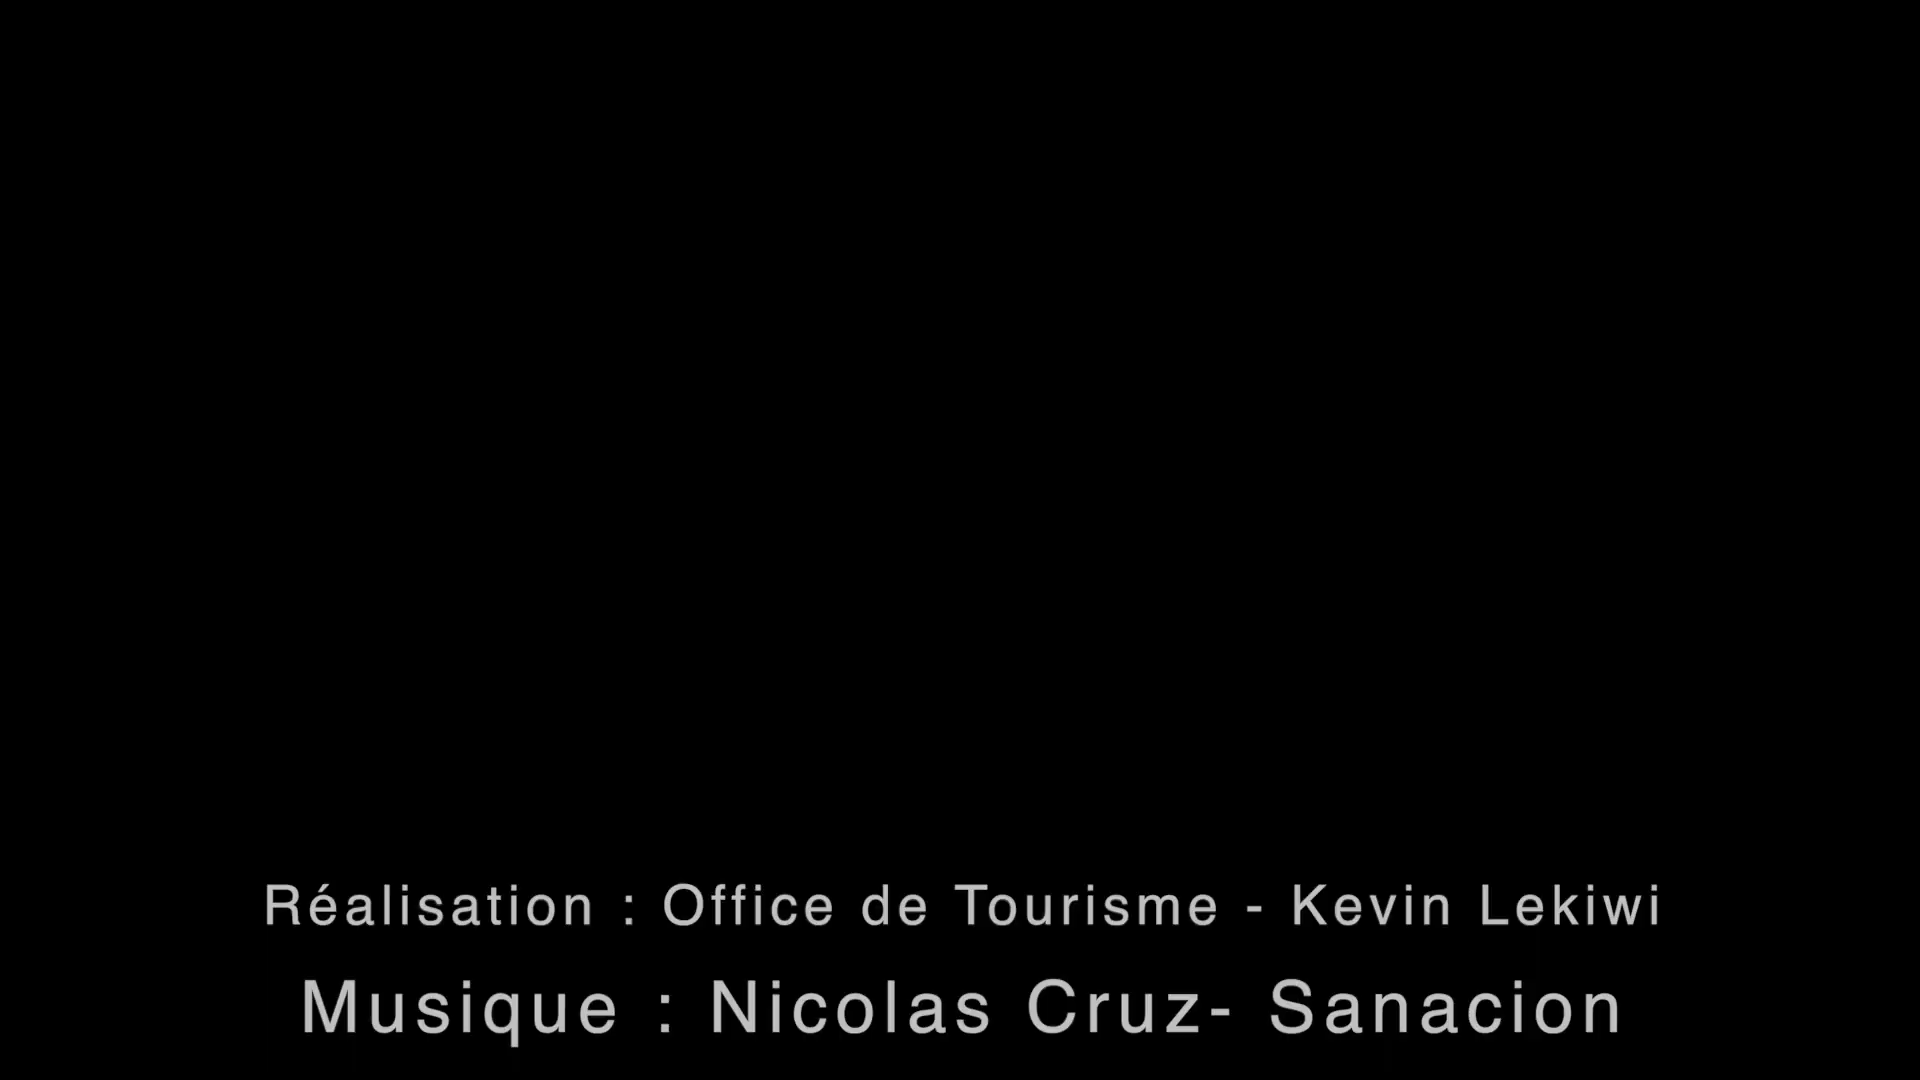 Réalisation : Office de Tourisme - Kevin Lekiwi
Musique : Nicolas Cruz- Sanacion